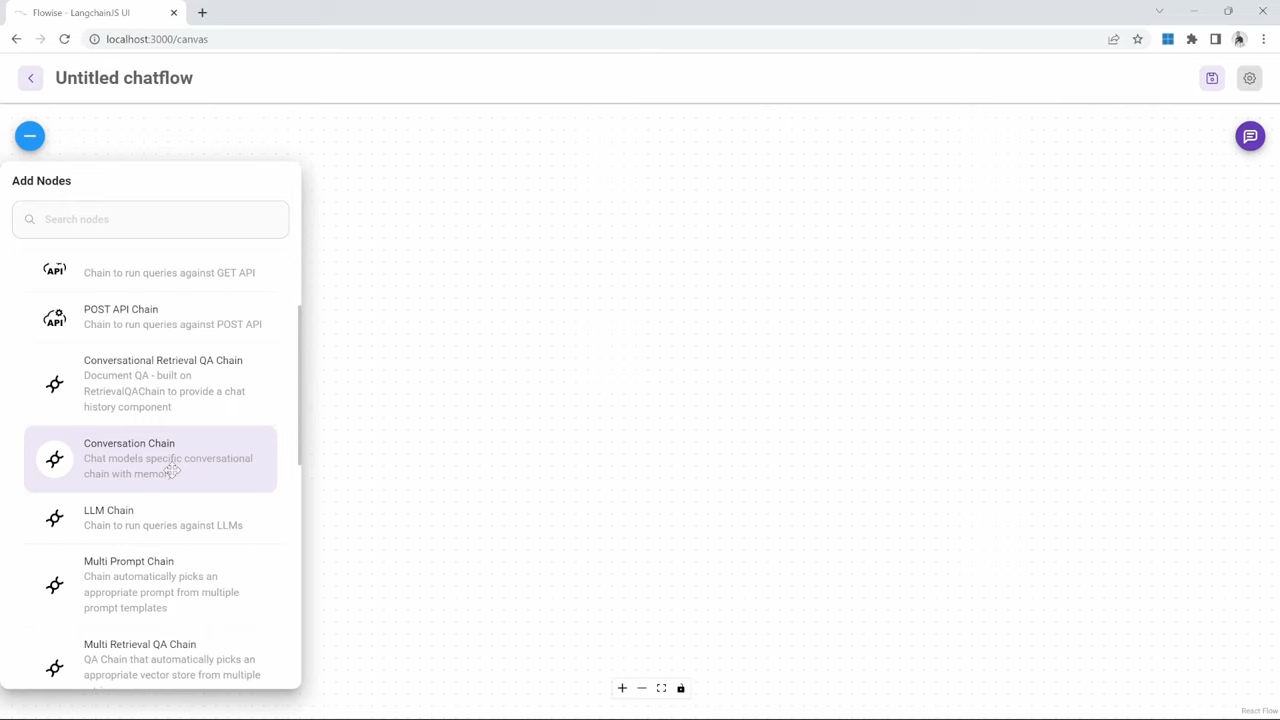 Flowise - LangchainJS UI
localhost:3000/canvas
Untitled chatflow
Add Nodes
Search nodes
API
Chain to run queries against GET API
POST API Chain
API
Chain to run queries against POST API
Conversational Retrieval QA Chain
Document QA - built on
RetrievalQAChain to provide a chat
history component
Conversation Chain
Chat models specific conversational
chain with memory
LLM Chain
Chain to run queries against LLMs
Multi Prompt Chain
Chain automatically picks an
appropriate prompt from multiple
prompt templates
Multi Retrieval QA Chain
QA Chain that automatically picks an
appropriate vector store from multiple
React Flow